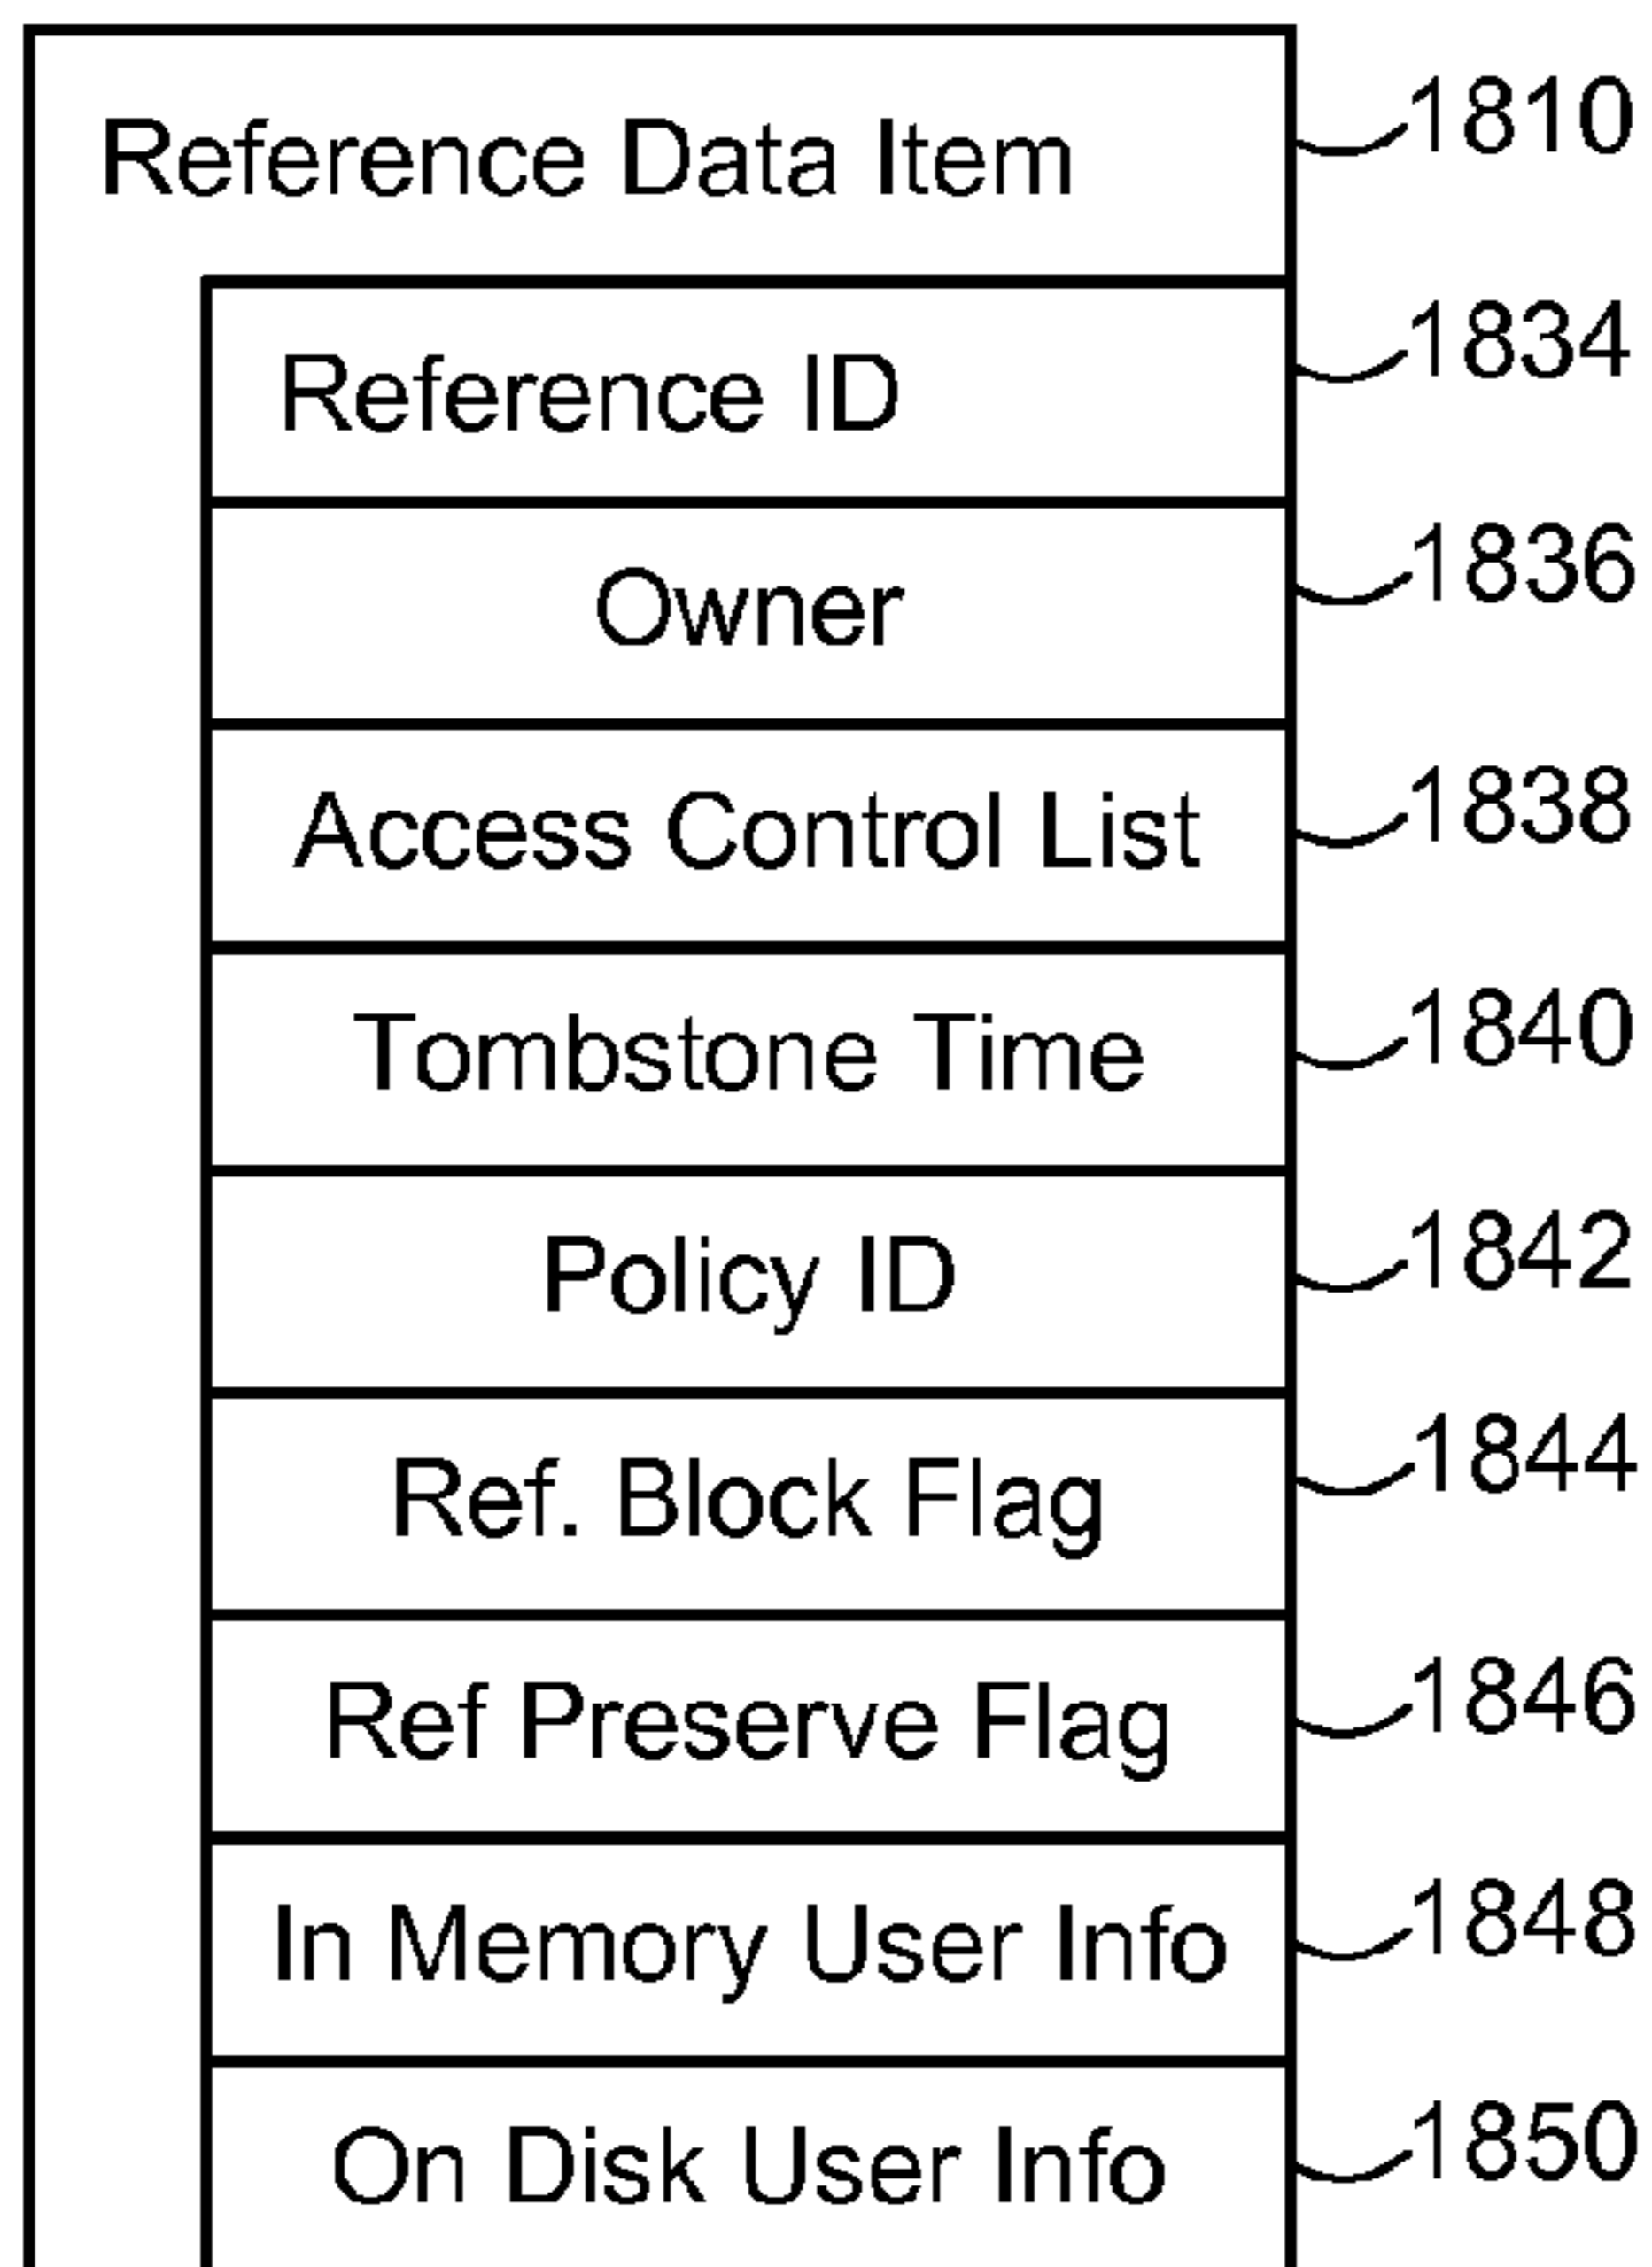 Reference Data Item 1810
Reference ID 1834
Owner 1836
Access Control List 1838
Tombstone Time 1840
Policy ID 1842
Ref. Block Flag 1844
Ref Preserve Flag 1846
In Memory User Info 1848
On Disk User Info 1850